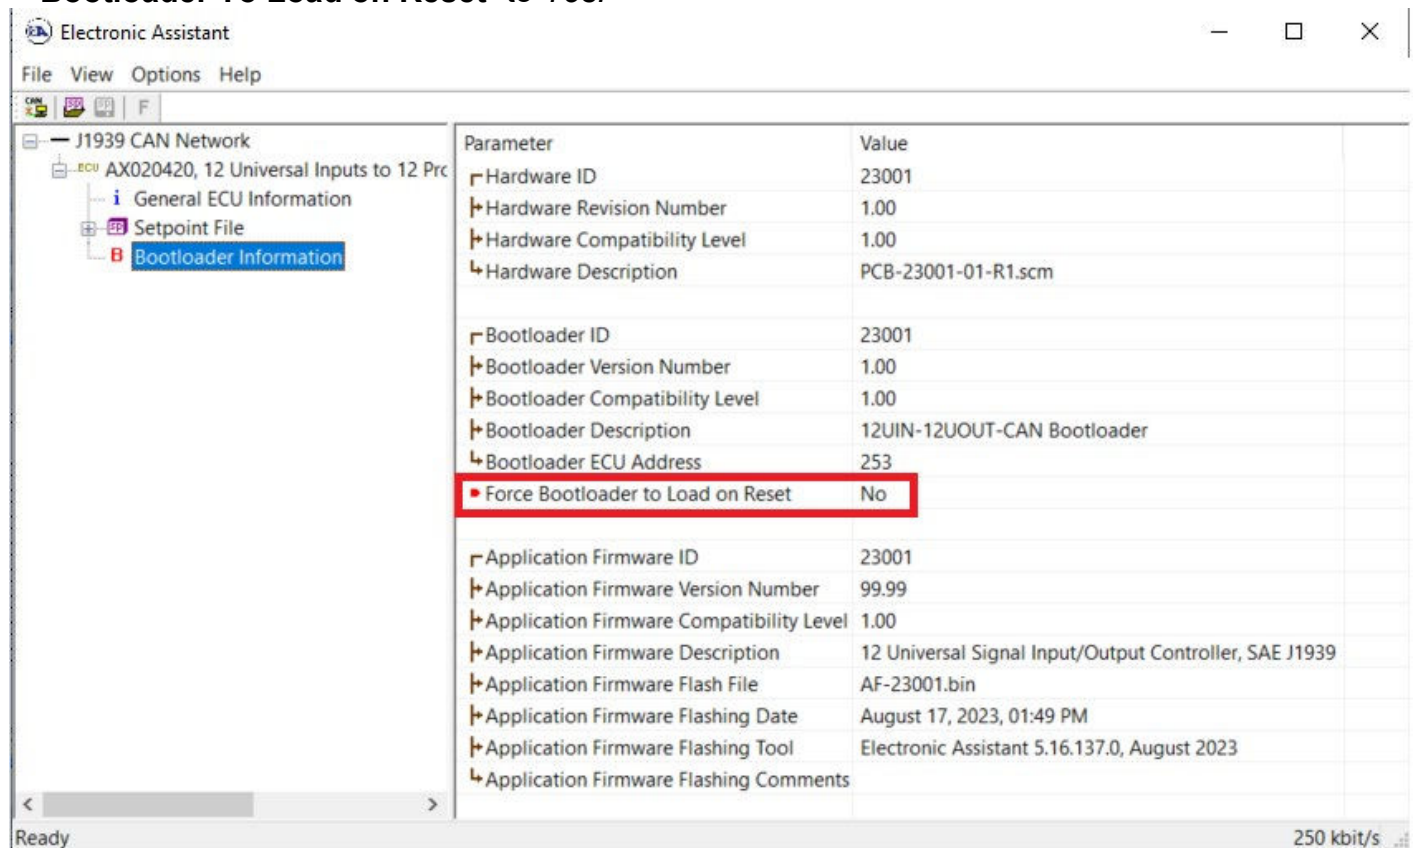 Bootloader To Load on Reset to Yes.
Electronic Assistant
File View Options Help
CAN SP F
J1939 CAN Network
ECU AX020420, 12 Universal Inputs to 12 Pro
i General ECU Information
SP Setpoint File
B Bootloader Information
Parameter Value
Hardware ID 23001
Hardware Revision Number 1.00
Hardware Compatibility Level 1.00
Hardware Description PCB-23001-01-R1.scm
Bootloader ID 23001
Bootloader Version Number 1.00
Bootloader Compatibility Level 1.00
Bootloader Description 12UIN-12UOUT-CAN Bootloader
Bootloader ECU Address 253
Force Bootloader to Load on Reset No
Application Firmware ID 23001
Application Firmware Version Number 99.99
Application Firmware Compatibility Level 1.00
Application Firmware Description 12 Universal Signal Input/Output Controller, SAE J1939
Application Firmware Flash File AF-23001.bin
Application Firmware Flashing Date August 17, 2023, 01:49 PM
Application Firmware Flashing Tool Electronic Assistant 5.16.137.0, August 2023
Application Firmware Flashing Comments
Ready 250 kbit/s